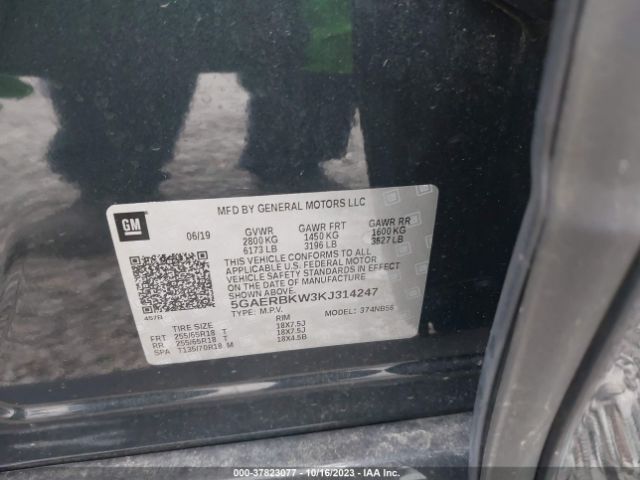 MFD BY GENERAL MOTORS LLC
GM
06/19 GVWR GAWR FRT GAWR RR
2800 KG 1450 KG 1600 KG
6173 LB 3196 LB 3527 LB
THIS VEHICLE CONFORMS TO ALL
APPLICABLE U.S. FEDERAL MOTOR
VEHICLE SAFETY STANDARDS IN
EFFECT ON THE DATE OF MANUFACTURE
SHOWN ABOVE.
5GAERBKW3KJ314247
457B
TYPE: M.P.V. MODEL: 374NB56
TIRE SIZE RIM
FRT 255/65R18 T 18X7.5J
RR 255/65R18 T 18X7.5J
SPA T135/70R18 M 18X4.5B
000-37823077 - 10/16/2023 - IAA Inc.